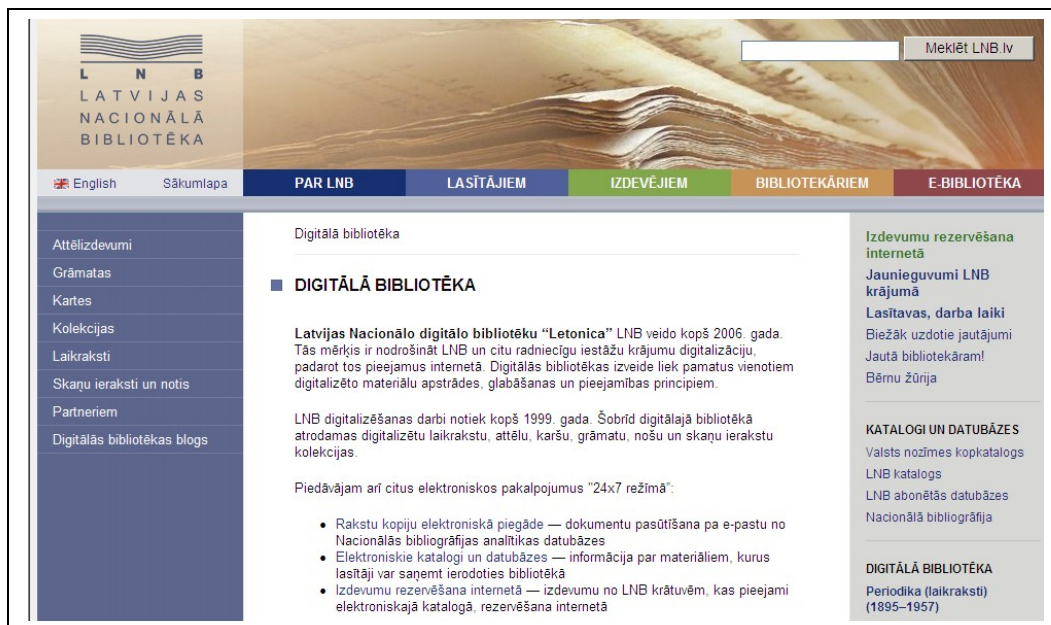 L N B
LATVIJAS
NACIONĀLĀ
BIBLIOTĒKA
Meklēt LNB.lv
English Sākumlapa
PAR LNB LASĪTĀJIEM IZDEVĒJIEM BIBLIOTEKĀRIEM E-BIBLIOTĒKA
Attēlizdevumi
Grāmatas
Kartes
Kolekcijas
Laikraksti
Skaņu ieraksti un notis
Partneriem
Digitālās bibliotēkas blogs
Digitālā bibliotēka
DIGITĀLĀ BIBLIOTĒKA
Latvijas Nacionālo digitālo bibliotēku “Letonica” LNB veido kopš 2006. gada.
Tās mērķis ir nodrošināt LNB un citu radniecīgu iestāžu krājumu digitalizāciju,
padarot tos pieejamus internetā. Digitālās bibliotēkas izveide liek pamatus vienotiem
digitalizēto materiālu apstrādes, glabāšanas un pieejamības principiem.
LNB digitalizēšanas darbi notiek kopš 1999. gada. Šobrīd digitālajā bibliotēkā
atrodamas digitalizētu laikrakstu, attēlu, karšu, grāmatu, nošu un skaņu ierakstu
kolekcijas.
Piedāvājam arī citus elektroniskos pakalpojumus "24x7 režīmā":
• Rakstu kopiju elektroniskā piegāde — dokumentu pasūtīšana pa e-pastu no
Nacionālās bibliogrāfijas analītikas datubāzes
• Elektroniskie katalogi un datubāzes — informācija par materiāliem, kurus
lasītāji var saņemt ierodoties bibliotēkā
• Izdevumu rezervēšana internetā — izdevumu no LNB krātuvēm, kas pieejami
elektroniskajā katalogā, rezervēšana internetā
Izdevumu rezervēšana
internetā
Jaunieguvumi LNB
krājumā
Lasītavas, darba laiki
Biežāk uzdotie jautājumi
Jautā bibliotekāram!
Bērnu žūrija
KATALOGI UN DATUBĀZES
Valsts nozīmes kopkatalogs
LNB katalogs
LNB abonētās datubāzes
Nacionālā bibliogrāfija
DIGITĀLĀ BIBLIOTĒKA
Periodika (laikraksti)
(1895–1957)